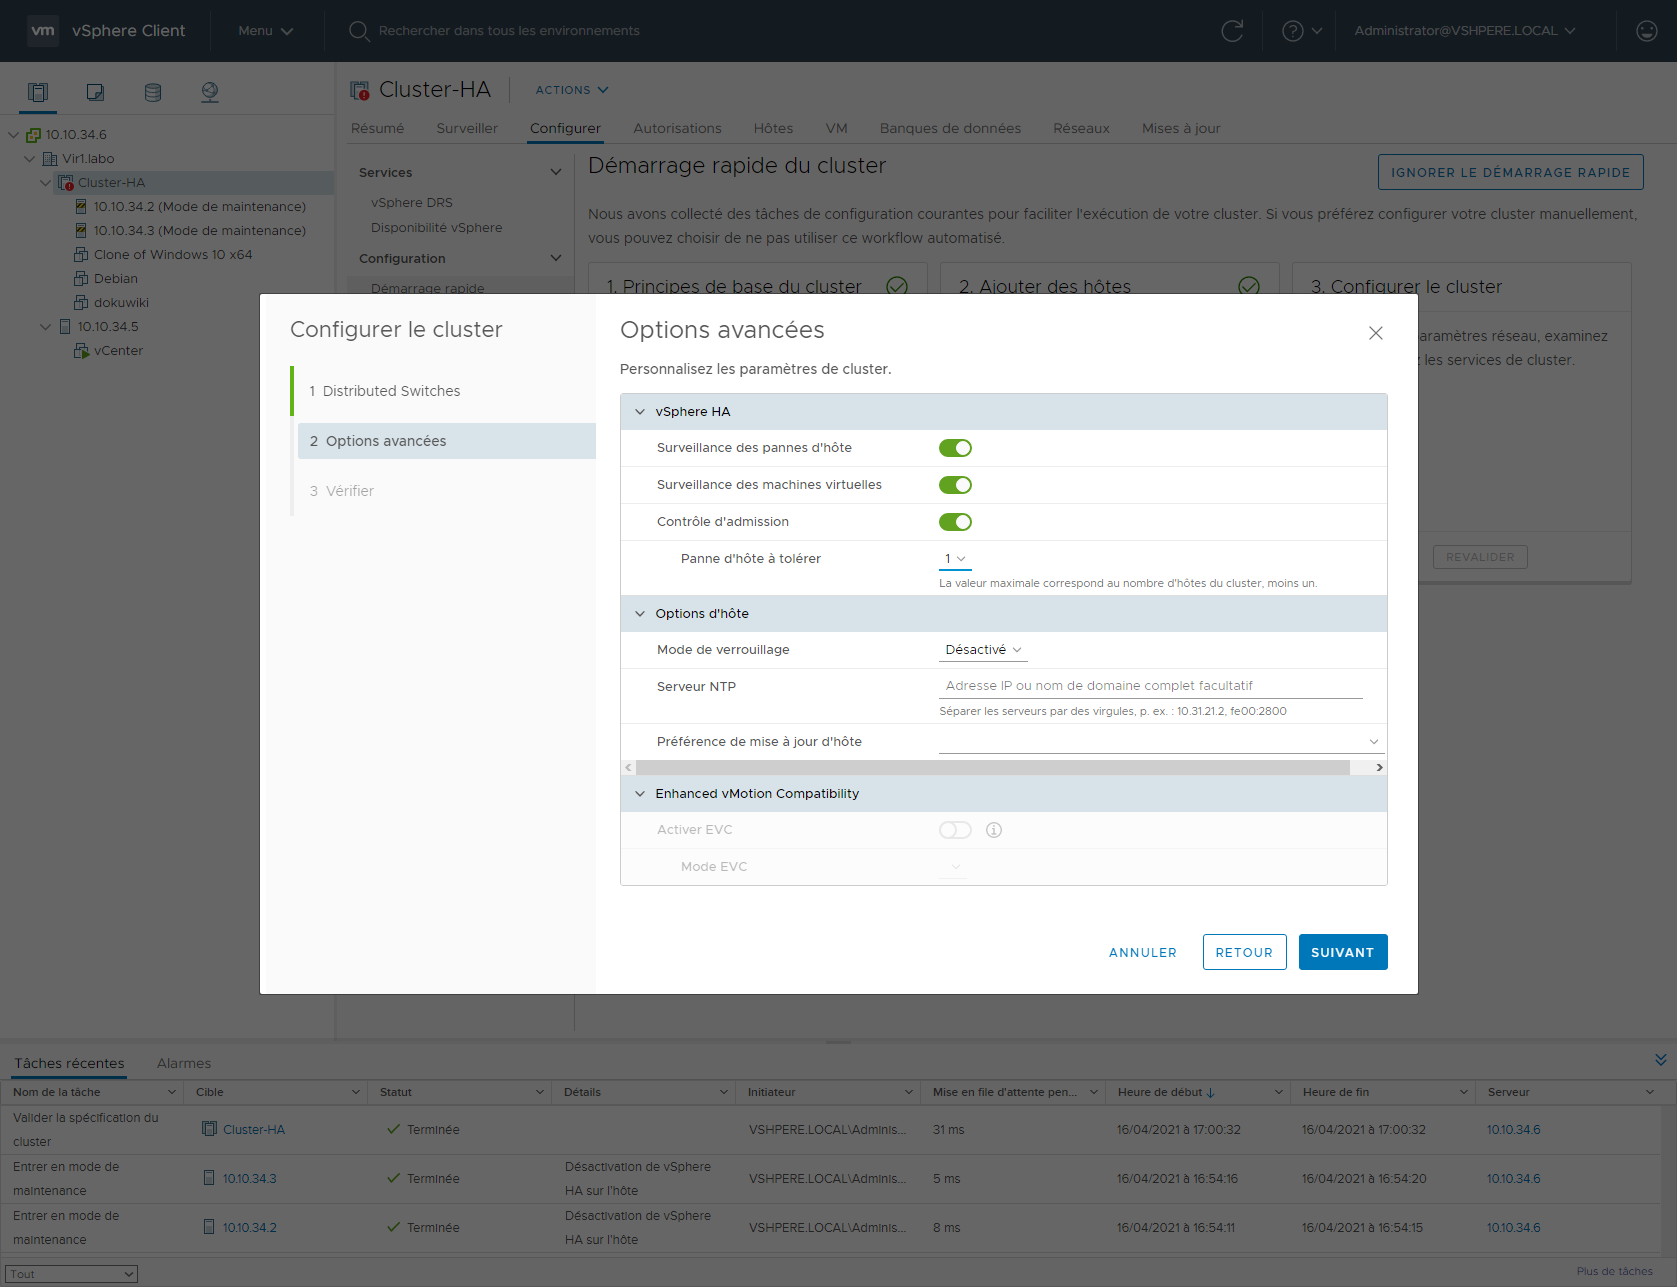 vm vSphere Client Menu Rechercher dans tous les environnements Administrator@VSHPERE.LOCAL
10.10.34.6
Vir1.labo
Cluster-HA
10.10.34.2 (Mode de maintenance)
10.10.34.3 (Mode de maintenance)
Clone of Windows 10 x64
Debian
dokuwiki
10.10.34.5
vCenter
Cluster-HA ACTIONS
Résumé Surveiller Configurer Autorisations Hôtes VM Banques de données Réseaux Mises à jour
Services
vSphere DRS
Disponibilité vSphere
Configuration
Démarrage rapide
Démarrage rapide du cluster
IGNORER LE DÉMARRAGE RAPIDE
Nous avons collecté des tâches de configuration courantes pour faciliter l'exécution de votre cluster. Si vous préférez configurer votre cluster manuellement,
vous pouvez choisir de ne pas utiliser ce workflow automatisé.
1. Principes de base du cluster
2. Ajouter des hôtes
3. Configurer le cluster
aramètres réseau, examinez
les services de cluster.
REVALIDER
Configurer le cluster
1 Distributed Switches
2 Options avancées
3 Vérifier
Options avancées
Personnalisez les paramètres de cluster.
vSphere HA
Surveillance des pannes d'hôte
Surveillance des machines virtuelles
Contrôle d'admission
Panne d'hôte à tolérer 1
La valeur maximale correspond au nombre d'hôtes du cluster, moins un.
Options d'hôte
Mode de verrouillage Désactivé
Serveur NTP Adresse IP ou nom de domaine complet facultatif
Séparer les serveurs par des virgules, p. ex. : 10.31.21.2, fe00:2800
Préférence de mise à jour d'hôte
Enhanced vMotion Compatibility
Activer EVC
Mode EVC
ANNULER RETOUR SUIVANT
Tâches récentes Alarmes
Nom de la tâche Cible Statut Détails Initiateur Mise en file d'attente pen... Heure de début Heure de fin Serveur
Valider la spécification du
cluster
Cluster-HA Terminée VSHPERE.LOCAL\Adminis... 31 ms 16/04/2021 à 17:00:32 16/04/2021 à 17:00:32 10.10.34.6
Entrer en mode de
maintenance
10.10.34.3 Terminée
Désactivation de vSphere
HA sur l'hôte
VSHPERE.LOCAL\Adminis... 5 ms 16/04/2021 à 16:54:16 16/04/2021 à 16:54:20 10.10.34.6
Entrer en mode de
maintenance
10.10.34.2 Terminée
Désactivation de vSphere
HA sur l'hôte
VSHPERE.LOCAL\Adminis... 8 ms 16/04/2021 à 16:54:11 16/04/2021 à 16:54:15 10.10.34.6
Tout Plus de tâches